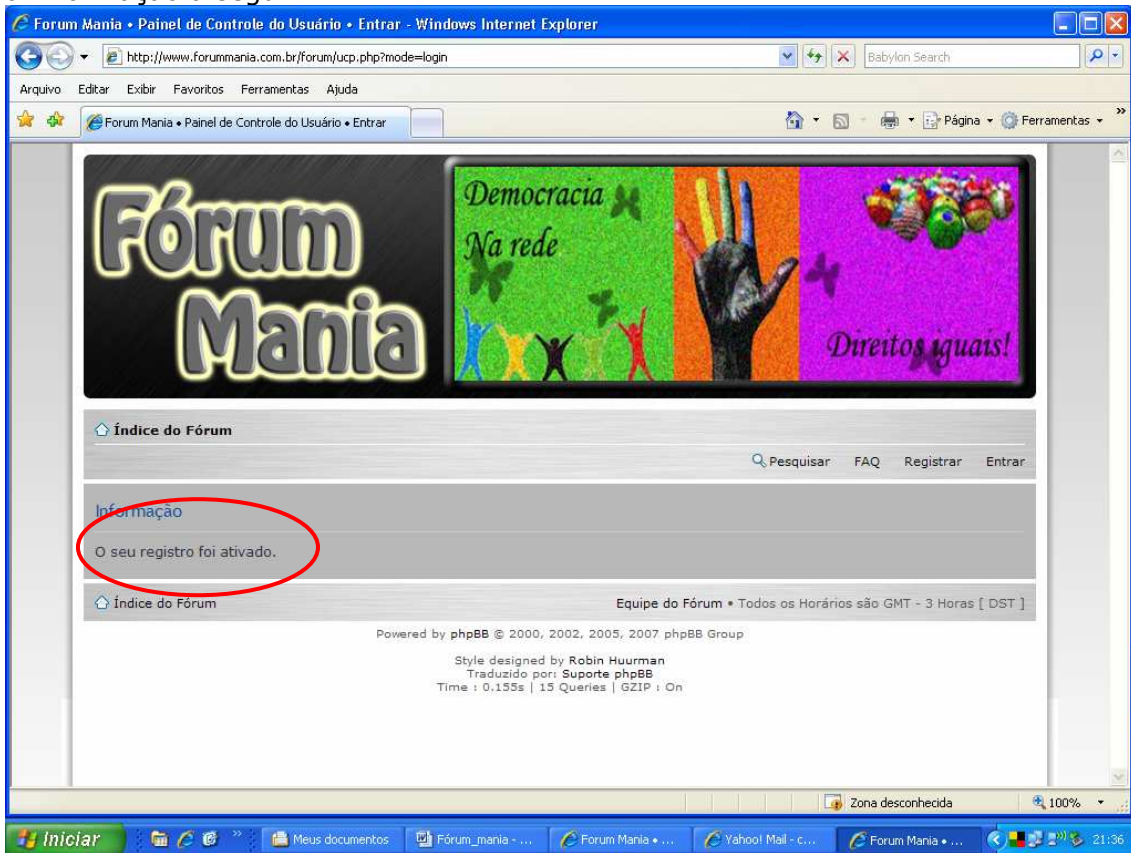 Forum Mania • Painel de Controle do Usuário • Entrar - Windows Internet Explorer
http://www.forummania.com.br/forum/ucp.php?mode=login
Babylon Search
Arquivo Editar Exibir Favoritos Ferramentas Ajuda
Forum Mania • Painel de Controle do Usuário • Entrar
Página Ferramentas
Fórum
Mania
Democracia
Na rede
Direitos iguais!
Índice do Fórum
Pesquisar FAQ Registrar Entrar
Informação
O seu registro foi ativado.
Índice do Fórum
Equipe do Fórum • Todos os Horários são GMT - 3 Horas [ DST ]
Powered by phpBB © 2000, 2002, 2005, 2007 phpBB Group
Style designed by Robin Huurman
Traduzido por: Suporte phpBB
Time : 0.155s | 15 Queries | GZIP : On
Zona desconhecida
100%
Iniciar
Meus documentos
Fórum_mania - ...
Forum Mania • ...
Yahoo! Mail - c...
Forum Mania • ...
21:36